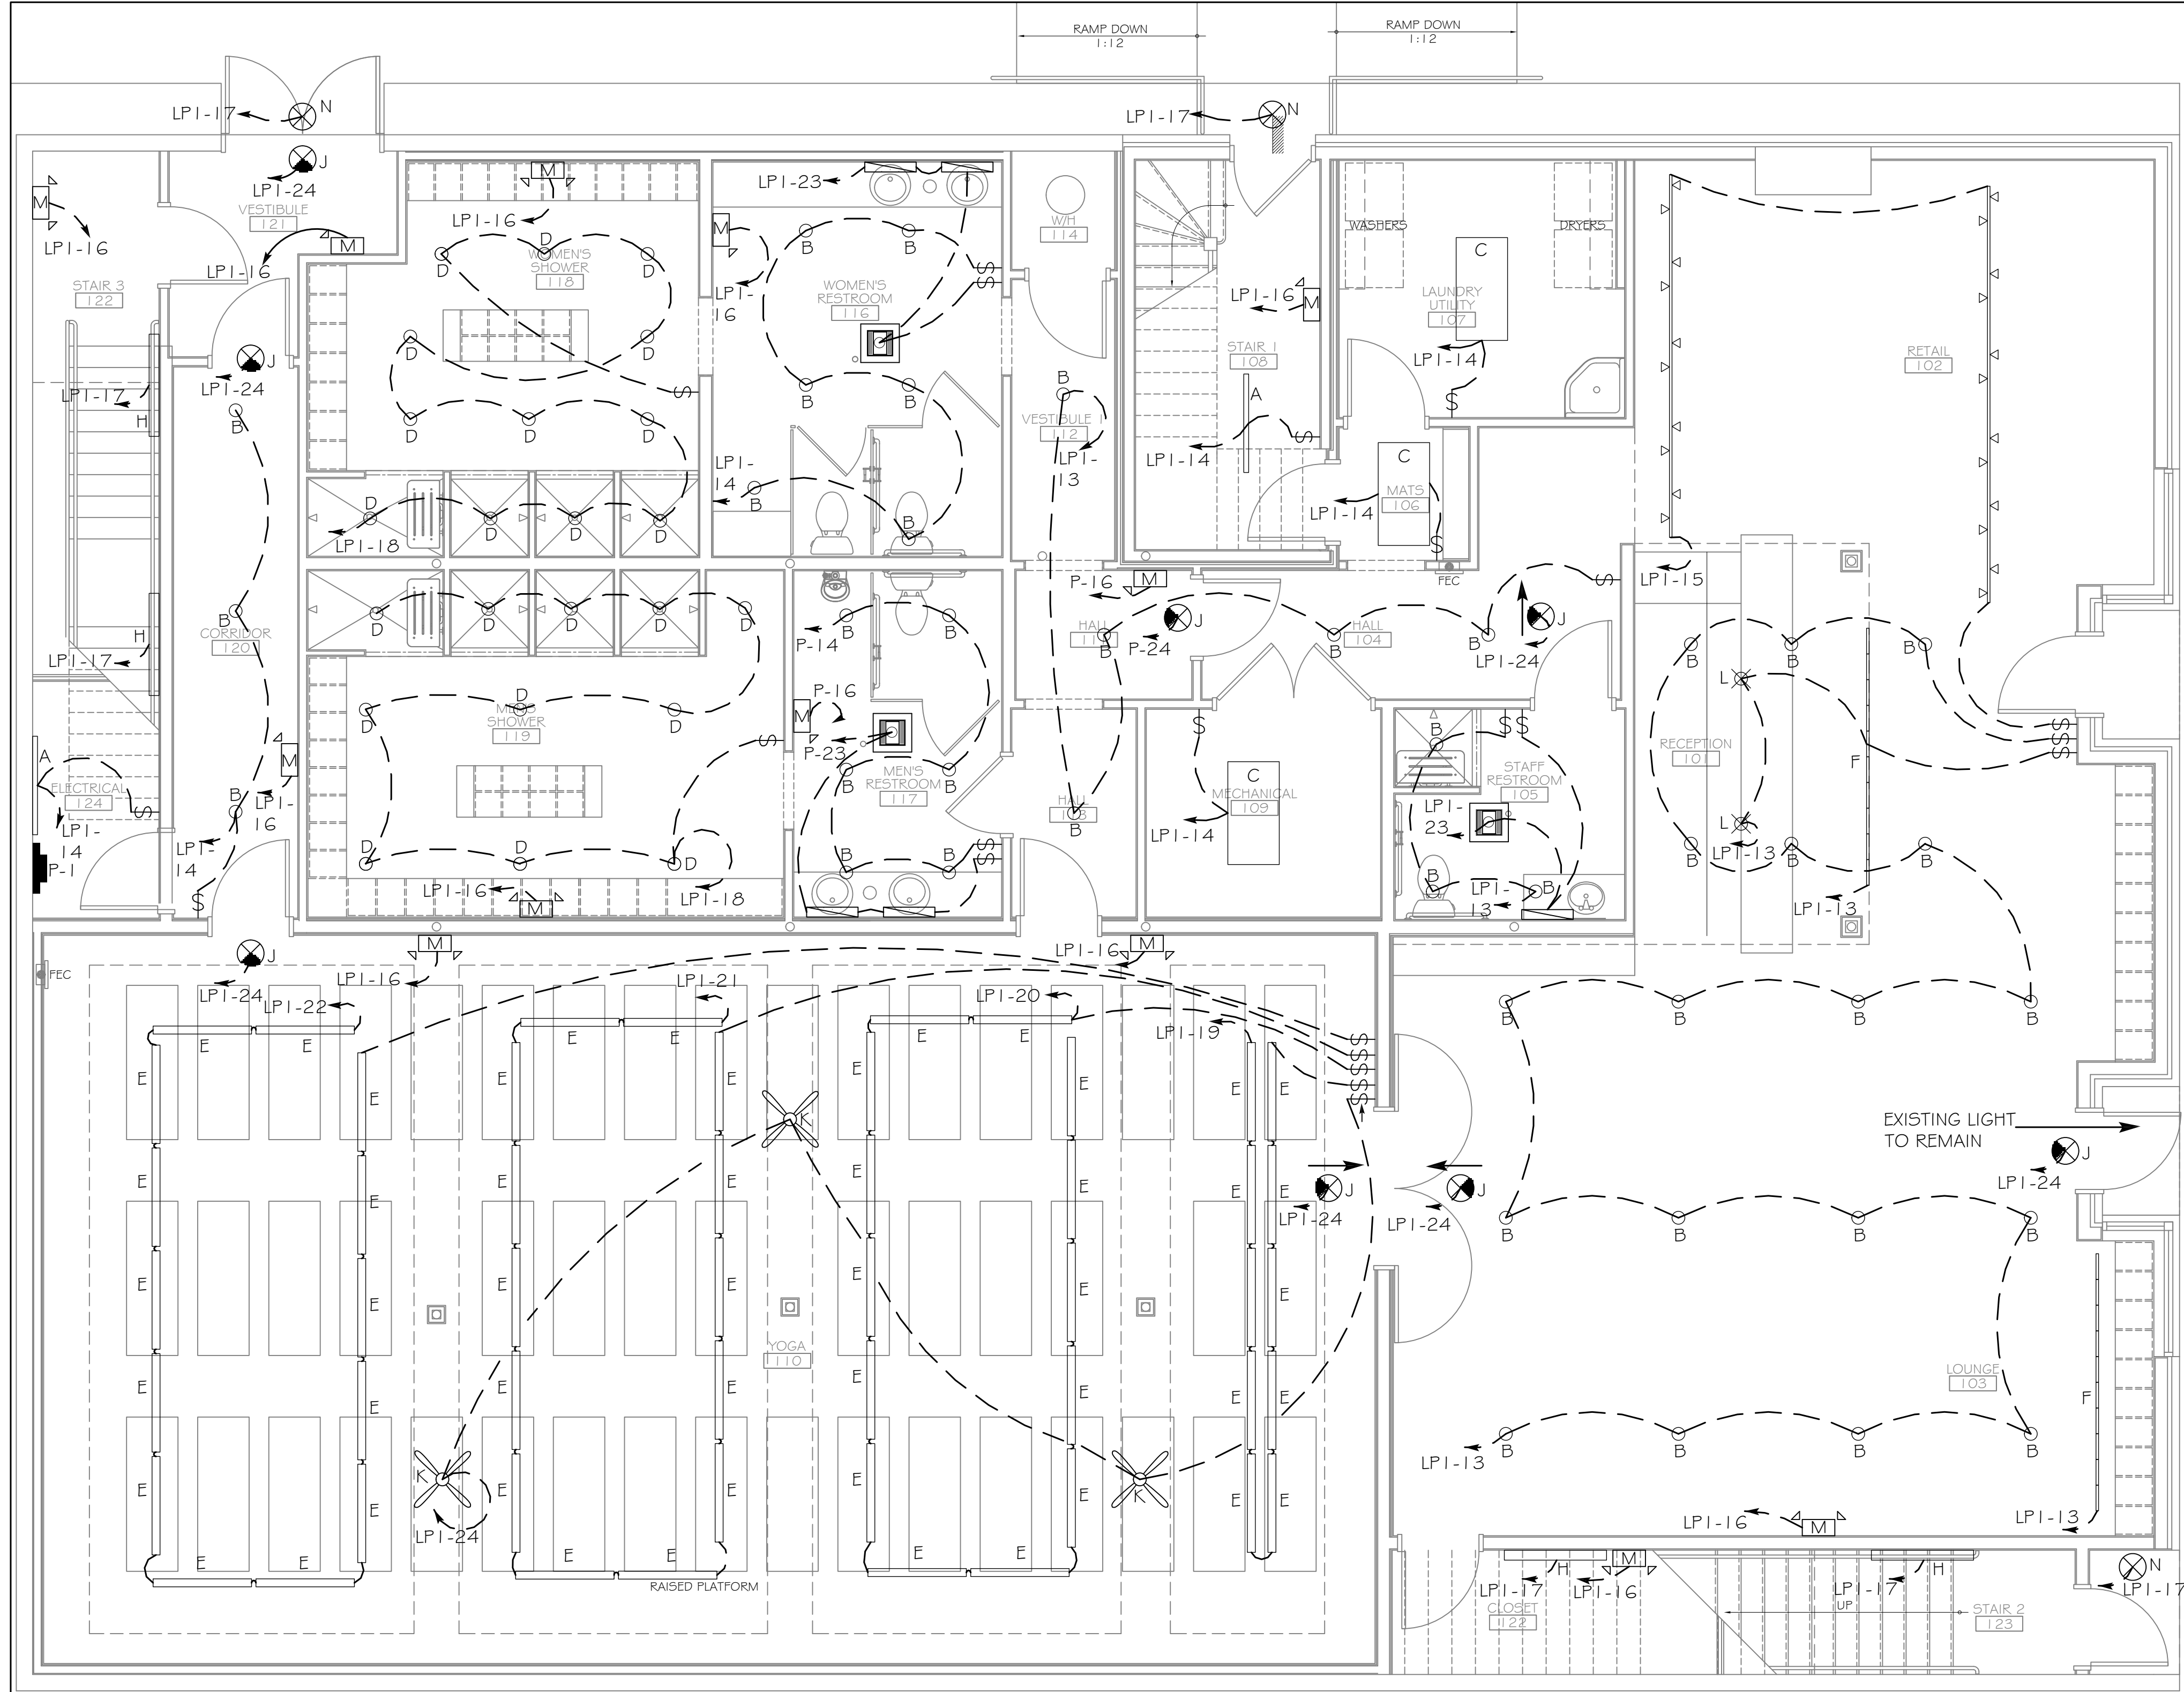 RAMP DOWN
1:12
RAMP DOWN
1:12
LP1-17
N
LP1-17
N
J
LP1-24
VESTIBULE
121
M
LP1-16
M
LP1-16
STAIR 3
122
M
LP1-16
D
D
D
WOMEN'S
SHOWER
118
D
D
D
D
D
LP1-23
M
B
B
LP1-
16
WOMEN'S
RESTROOM
116
S
S
B
B
S
W/H
114
WASHERS
DRYERS
C
LAUNDRY
UTILITY
107
LP1-14
S
LP1-16
M
STAIR 1
108
A
S
LP1-14
RETAIL
102
J
LP1-24
LP1-17
H
B
B
VESTIBULE 1
112
LP1-
13
C
MATS
106
LP1-14
S
FEC
LP1-
14
B
B
D
D
D
D
LP1-18
D
D
D
D
D
LP1-15
B
CORRIDOR
120
H
LP1-17
P-14
B
B
P-16
M
J
P-24
HALL
111
B
HALL
104
B
B
J
LP1-24
S
B
B
B
L
D
D
D
MEN'S
SHOWER
119
S
P-16
M
P-23
B
B
MEN'S
RESTROOM
117
S
S
S
S
B
STAFF
RESTROOM
105
RECEPTION
101
F
S
S
S
A
ELECTRICAL
124
S
LP1-
14
P-1
M
LP1-
16
B
LP1-
14
S
HALL
113
B
C
MECHANICAL
109
LP1-14
LP1-
23
L
LP1-13
B
B
B
B
B
LP1-
13
LP1-13
D
D
D
LP1-18
LP1-16
M
B
B
FEC
J
LP1-24
M
LP1-16
LP1-22
LP1-21
LP1-20
LP1-16
M
LP1-19
S
S
S
S
S
B
B
B
B
E
E
E
E
E
E
E
E
E
E
E
E
E
E
K
EXISTING LIGHT
TO REMAIN
J
LP1-24
E
E
E
E
E
E
E
E
J
LP1-24
J
LP1-24
B
B
B
B
E
E
E
E
E
E
E
E
YOGA
110
E
E
E
E
E
E
E
E
LOUNGE
103
F
B
B
B
B
LP1-13
E
E
E
E
E
E
E
E
K
K
LP1-24
LP1-16
M
LP1-13
E
E
E
E
E
E
RAISED PLATFORM
LP1-17
H
LP1-16
M
LP1-17
H
N
LP1-17
CLOSET
122
UP
STAIR 2
123